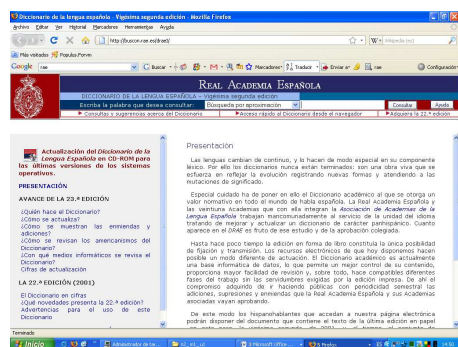 Diccionario de la lengua española - Vigésima segunda edición - Mozilla Firefox
Archivo Editar Ver Historial Marcadores Herramientas Ayuda
http://buscon.rae.es/draeI/
Wikipedia (es)
Más visitados
Google rae Buscar Marcadores Traducir Enviar a rae Configuración
REAL ACADEMIA ESPAÑOLA
DICCIONARIO DE LA LENGUA ESPAÑOLA - Vigésima segunda edición
Escriba la palabra que desea consultar: Búsqueda por aproximación Consultar Ayuda
Consultas y sugerencias acerca del Diccionario Acceso rápido al Diccionario desde el navegador Adquiera la 22.ª edición
Actualización del Diccionario de la
Lengua Española en CD-ROM para
las últimas versiones de los sistemas
operativos.
PRESENTACIÓN
AVANCE DE LA 23.ª EDICIÓN
¿Quién hace el Diccionario?
¿Cómo se actualiza?
¿Cómo se muestran las enmiendas y
adiciones?
¿Cómo se revisan los americanismos del
Diccionario?
¿Con qué medios informáticos se revisa el
Diccionario?
Cifras de actualización
LA 22.ª EDICIÓN (2001)
El Diccionario en cifras
¿Qué novedades presenta la 22.ª edición?
Advertencias para el uso de este
Diccionario
Presentación
Las lenguas cambian de continuo, y lo hacen de modo especial en su componente
léxico. Por ello los diccionarios nunca están terminados: son una obra viva que se
esfuerza en reflejar la evolución registrando nuevas formas y atendiendo a las
mutaciones de significado.
Especial cuidado ha de poner en ello el Diccionario académico al que se otorga un
valor normativo en todo el mundo de habla española. La Real Academia Española y
las veintiuna Academias que con ella integran la Asociación de Academias de la
Lengua Española trabajan mancomunadamente al servicio de la unidad del idioma
tratando de mejorar y actualizar un diccionario de carácter panhispánico. Cuanto
aparece en el DRAE es fruto de ese estudio y de la aprobación colegiada.
Hasta hace poco tiempo la edición en forma de libro constituía la única posibilidad
de fijación y transmisión. Los recursos electrónicos de que hoy disponemos hacen
posible un modo diferente de actuación. El Diccionario académico es actualmente
una base informática de datos, lo que permite un mejor control de su contenido,
proporciona mayor facilidad de revisión y, sobre todo, hace compatibles diferentes
fases del trabajo sin las servidumbres exigidas por la edición impresa. De ahí el
compromiso adquirido de ir haciendo públicas con periodicidad semestral las
adiciones, supresiones y enmiendas que la Real Academia Española y sus Academias
asociadas vayan aprobando.
De este modo los hispanohablantes que accedan a nuestra página electrónica
podrán disponer del documento que contiene el texto de la última edición en papel
Terminado
Inicio Administrador de ta... n2_m1_ud Microsoft Office ... Firefox ES 14:50